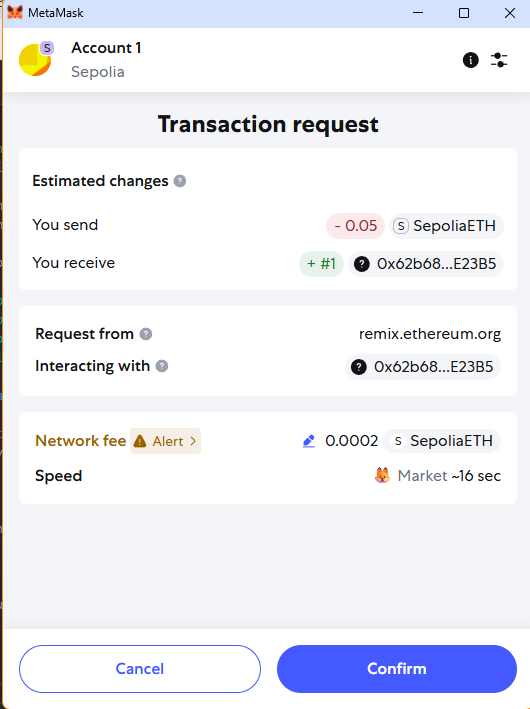 MetaMask
S
Account 1
Sepolia
Transaction request
Estimated changes ?
You send - 0.05 S SepoliaETH
You receive + #1 ? 0x62b68...E23B5
Request from ? remix.ethereum.org
Interacting with ? ? 0x62b68...E23B5
Network fee Alert > 0.0002 S SepoliaETH
Speed Market ~16 sec
Cancel Confirm